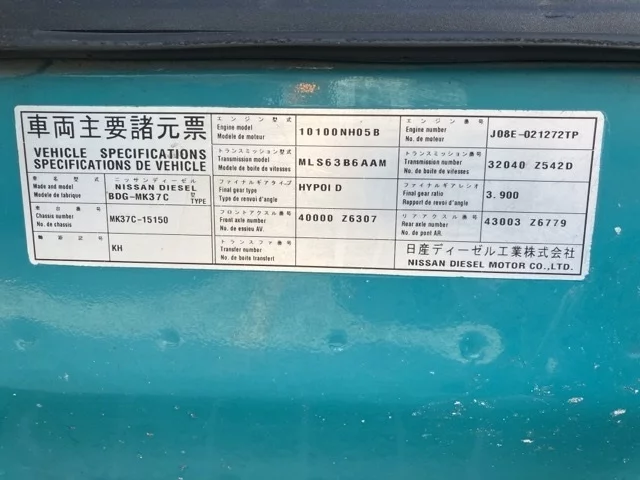 車両主要諸元票
VEHICLE SPECIFICATIONS
SPECIFICATIONS DE VEHICLE
車名 型式
Made and model
Modele de fabrique
ニッサンディーゼル
NISSAN DIESEL
BDG-MK37C
型
TYPE
車台番号
Chassis number
No. de chassis
MK37C-15150
KH
エンジン型式
Engine model
Modele de moteur
10100NH05B
トランスミッション型式
Transmission model
Modele de boite de vitesses
MLS63B6AAM
ファイナルギアタイプ
Final gear type
Type de renvoi d'angle
HYPOID
フロントアクスル番号
Front axle number
No. de essieu AV.
40000 Z6307
トランスファ番号
Transfer number
No. de boite transfert
エンジン番号
Engine number
No. de moteur
J08E-021272TP
トランスミッション番号
Transmission number
No. de boite de vitesses
32040 Z542D
ファイナルギアレシオ
Final gear ratio
Rapport de renvoi d'angle
3.900
リアアクスル番号
Rear axle number
No. de pont AR.
43003 Z6779
日産ディーゼル工業株式会社
NISSAN DIESEL MOTOR CO.,LTD.